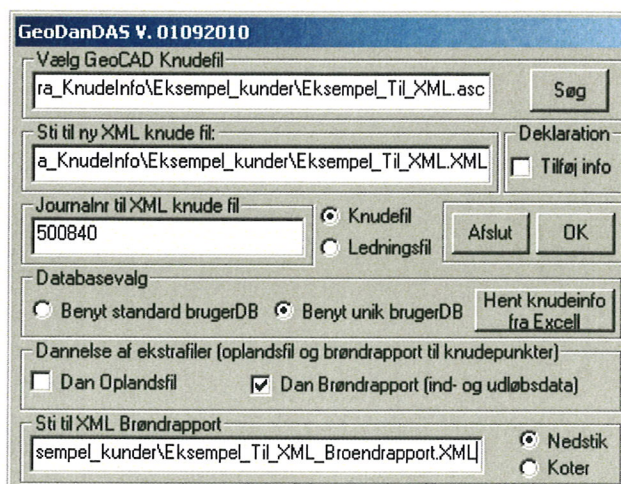 GeoDanDAS V. 01092010
Vælg GeoCAD Knudefil
ra_KnudeInfo\Eksempel_kunder\Eksempel_Til_XML.asc
Søg
Sti til ny XML knude fil:
a_KnudeInfo\Eksempel_kunder\Eksempel_Til_XML.XML
Deklaration
Tilføj info
Journalnr til XML knude fil
500840
Knudefil
Ledningsfil
Afslut
OK
Databasevalg
Benyt standard brugerDB
Benyt unik brugerDB
Hent knudeinfo
fra Excell
Dannelse af ekstrafiler (oplandsfil og brøndrapport til knudepunkter)
Dan Oplandsfil
Dan Brøndrapport (ind- og udløbsdata)
Sti til XML Brøndrapport
sempel_kunder\Eksempel_Til_XML_Broendrapport.XML
Nedstik
Koter